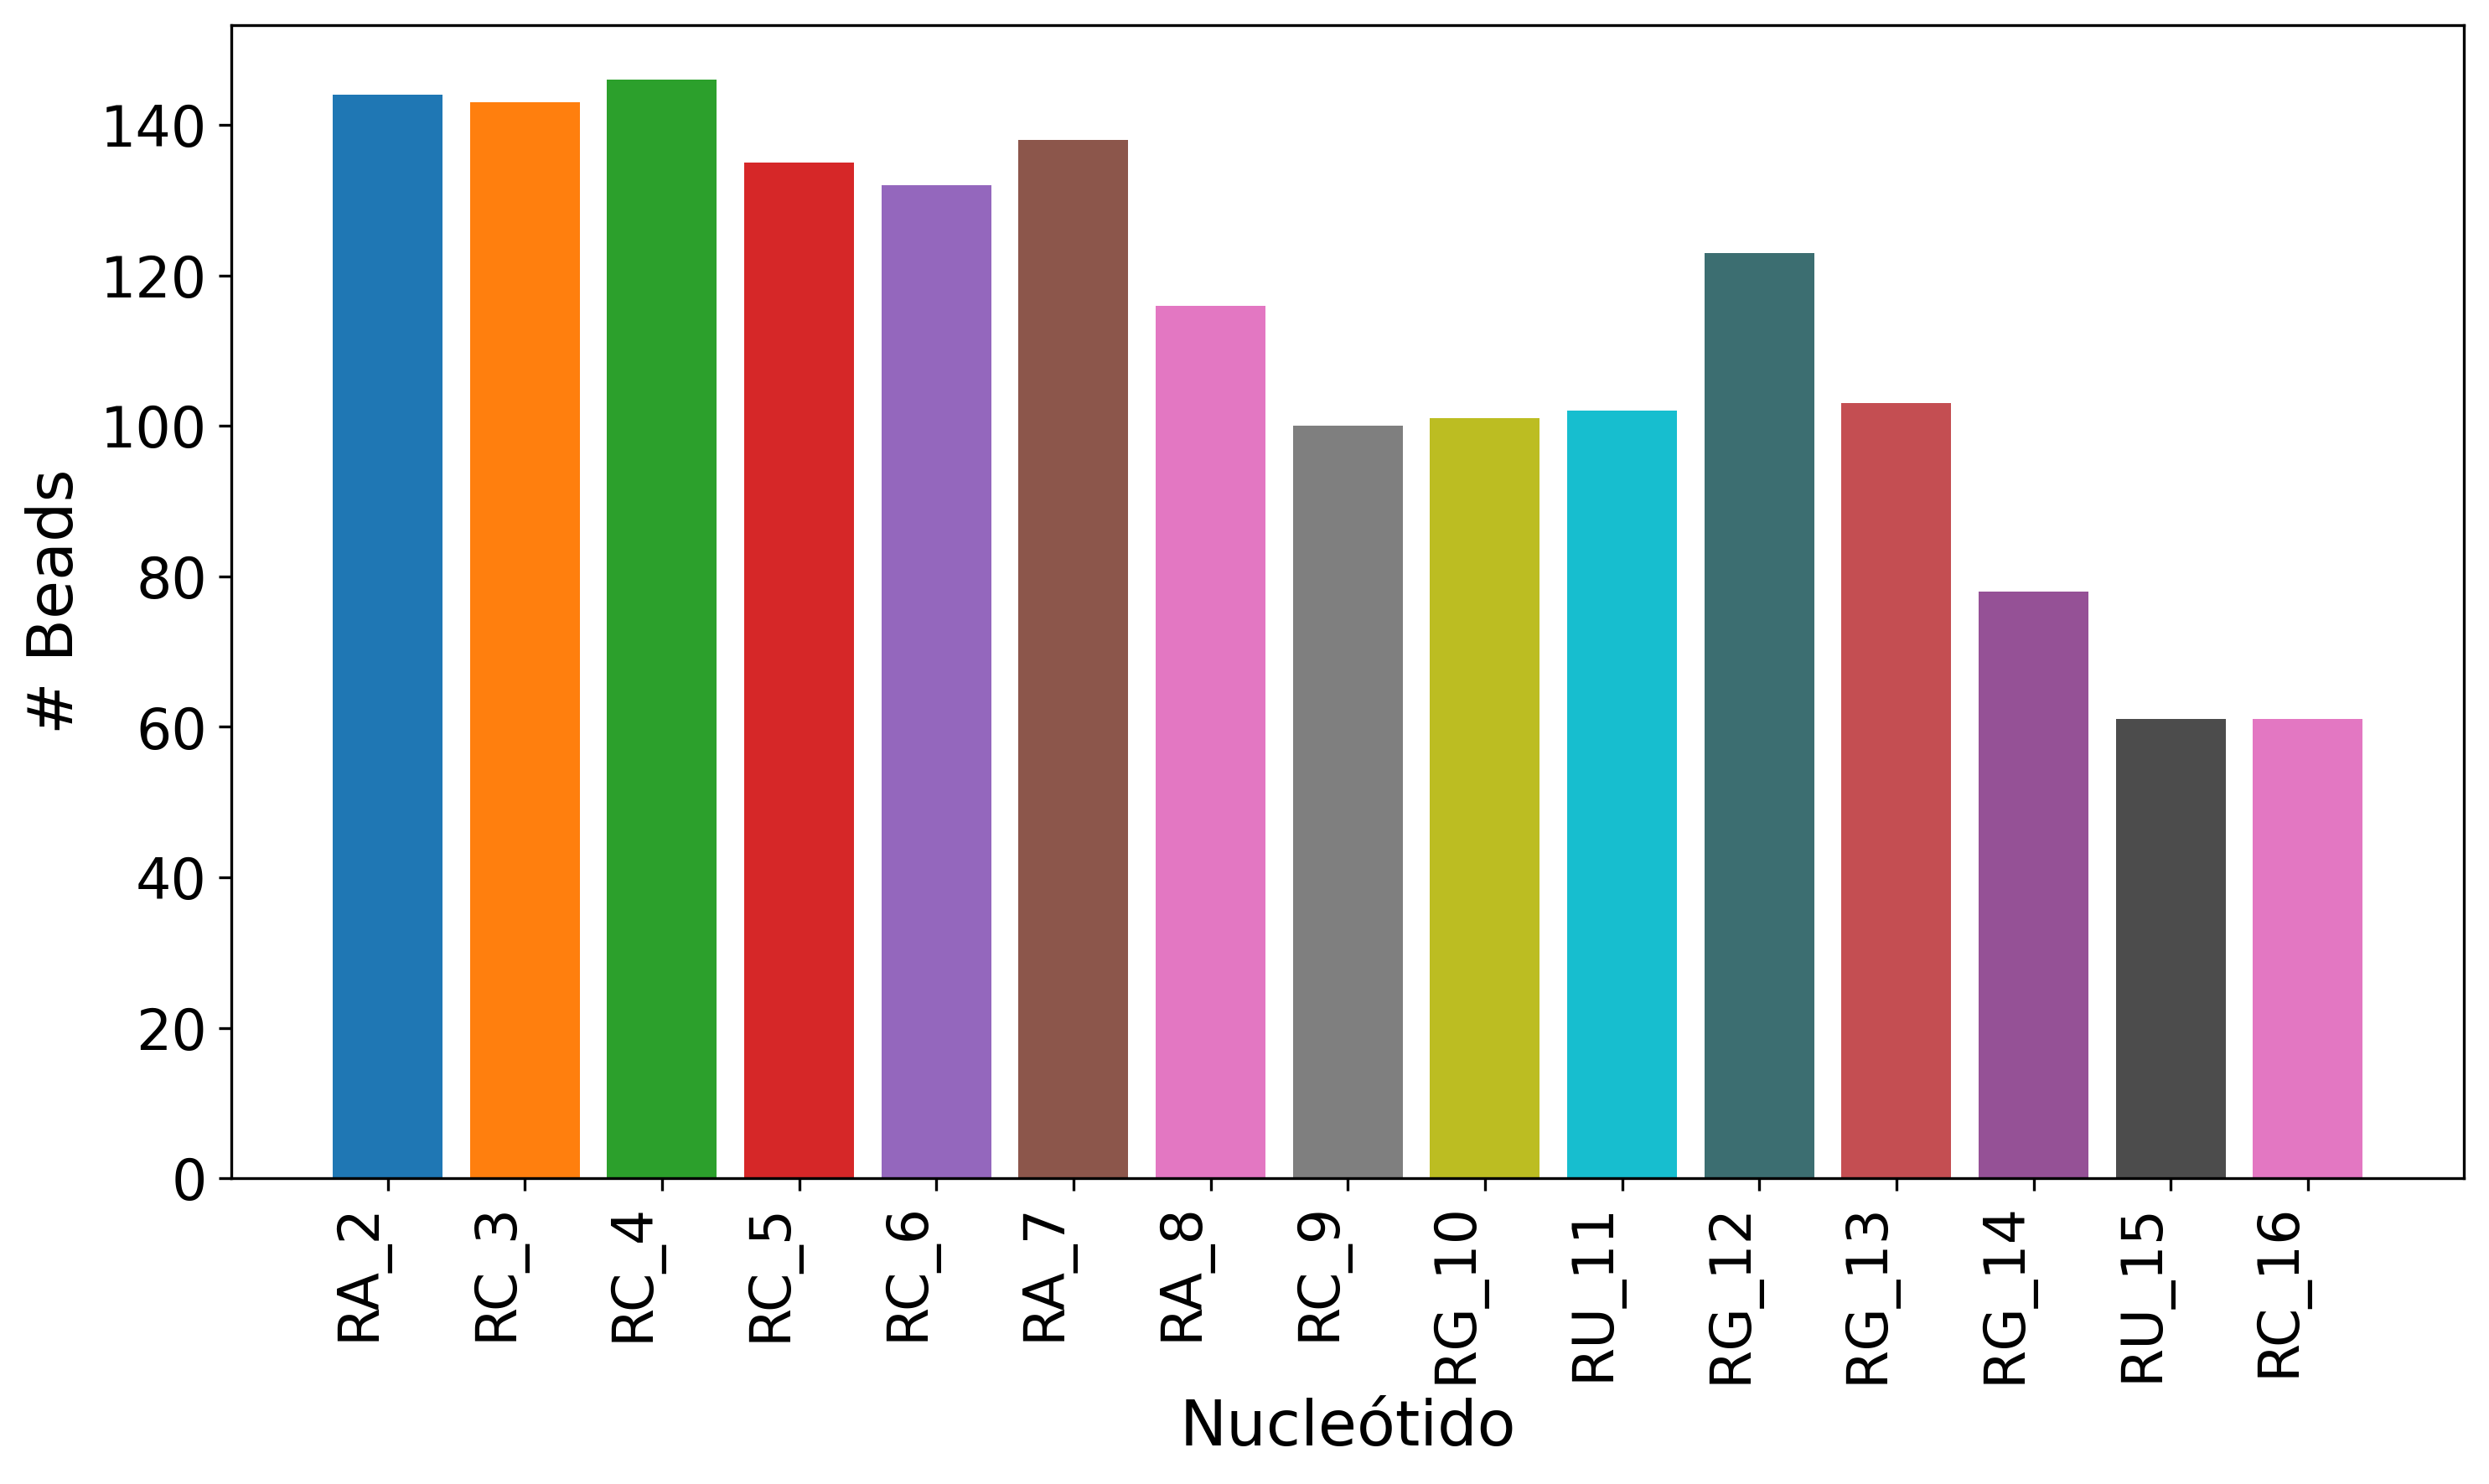 140
120
100
80
60
40
20
0
# Beads
RA_2
RC_3
RC_4
RC_5
RC_6
RA_7
RA_8
RC_9
RG_10
RU_11
RG_12
RG_13
RG_14
RU_15
RC_16
Nucleótido